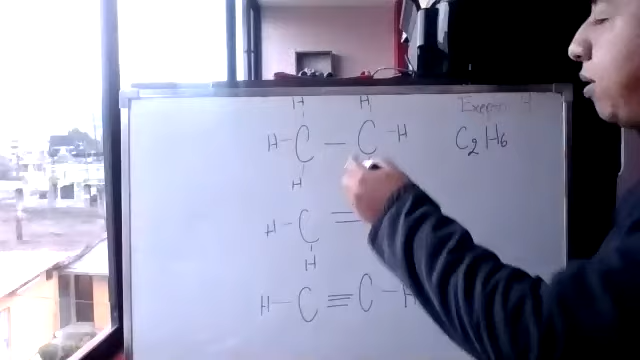 H H
H - C - C - H C₂H₆
H
H - C =
H
H - C ≡ C - H